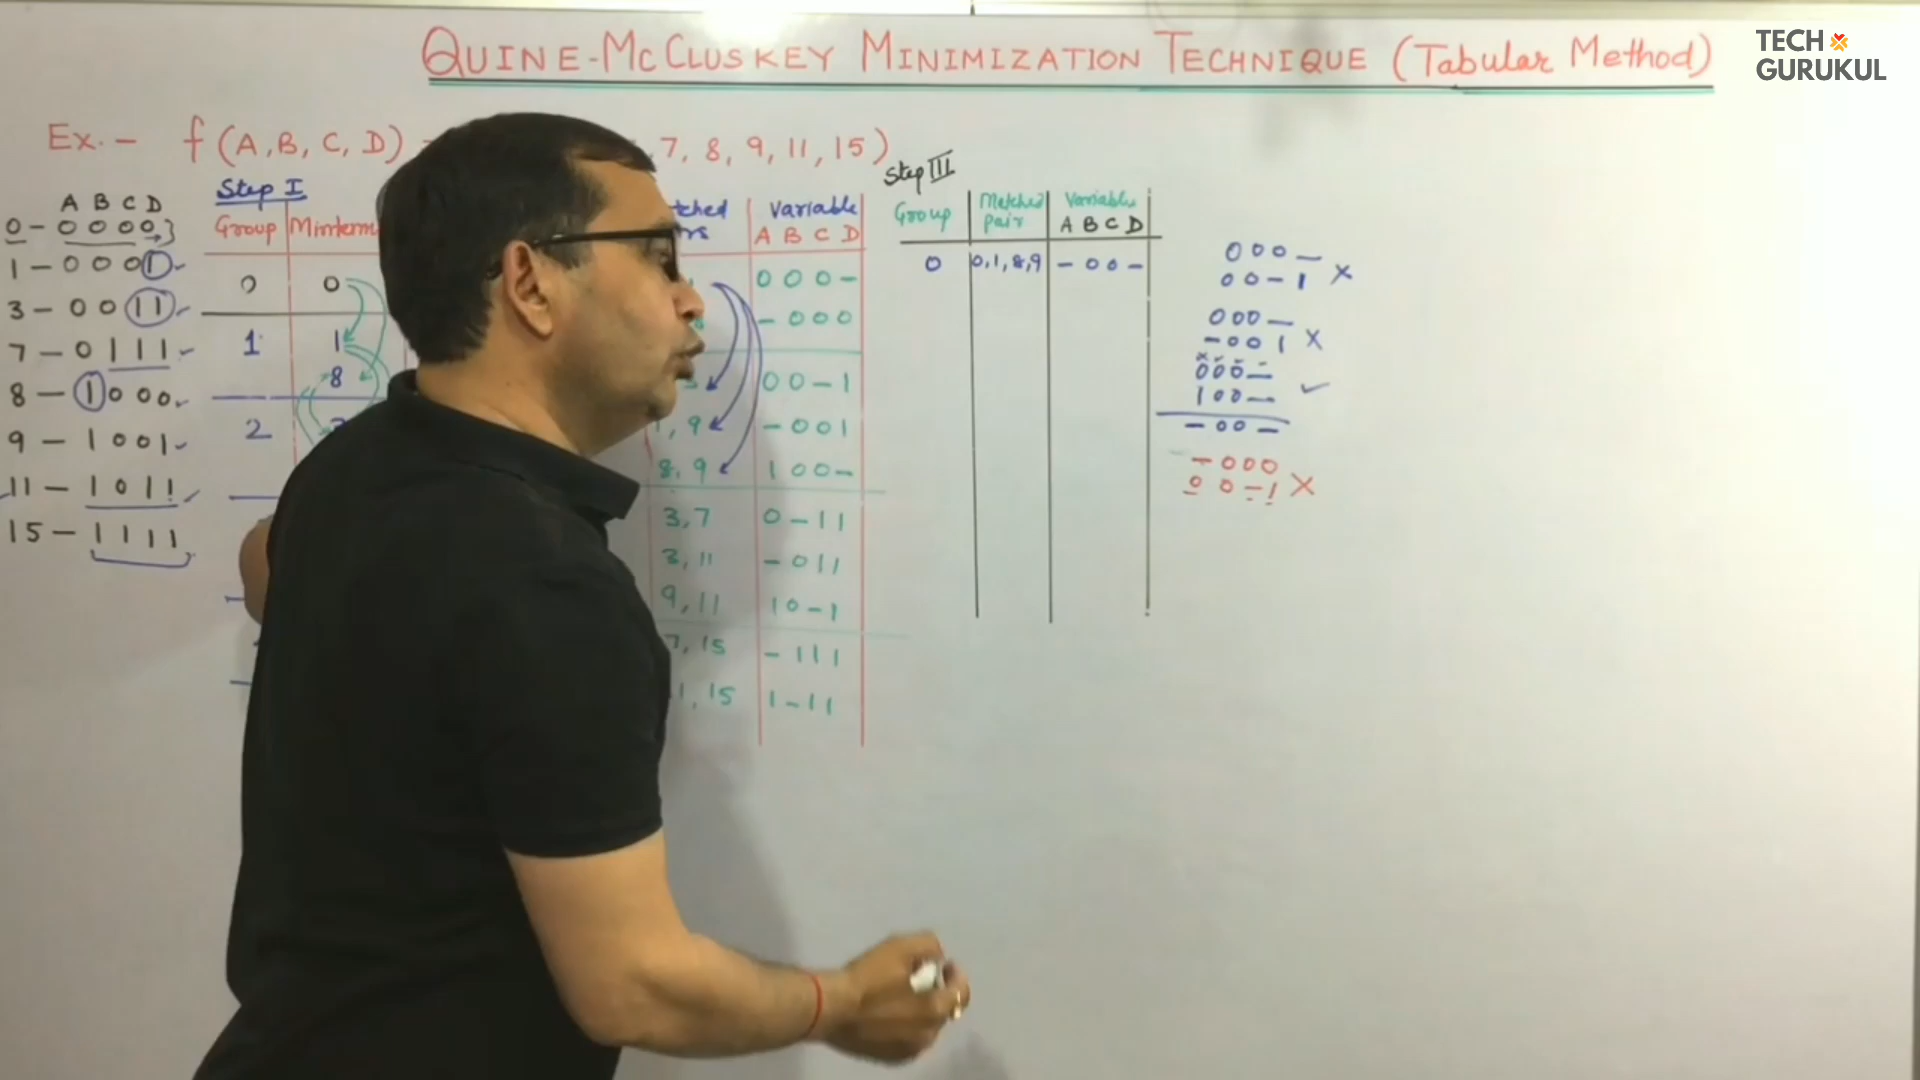 QUINE-McCLUSKEY MINIMIZATION TECHNIQUE (Tabular Method)
TECH
GURUKUL
Ex.- f(A,B,C,D)
7, 8, 9, 11, 15)
A B C D
0 - 0 0 0 0
1 - 0 0 0 1
3 - 0 0 1 1
7 - 0 1 1 1
8 - 1 0 0 0
9 - 1 0 0 1
11 - 1 0 1 1
15 - 1 1 1 1
Step I
Group Minterm
0 0
1 1
8
2
Variable
A B C D
0 0 0 -
- 0 0 0
0 0 - 1
, 9 - 0 0 1
8, 9 1 0 0 -
3, 7 0 - 1 1
3, 11 - 0 1 1
9, 11 1 0 - 1
7, 15 - 1 1 1
1, 15 1 - 1 1
Step III
Group Matched pair Variable
A B C D
0 0,1,8,9 - 0 0 -
0 0 0 -
0 0 - 1 ×
0 0 0 -
- 0 0 1 ×
0 0 0 -
1 0 0 - ✓
- 0 0 -
- 0 0 0
0 0 - 1 ×